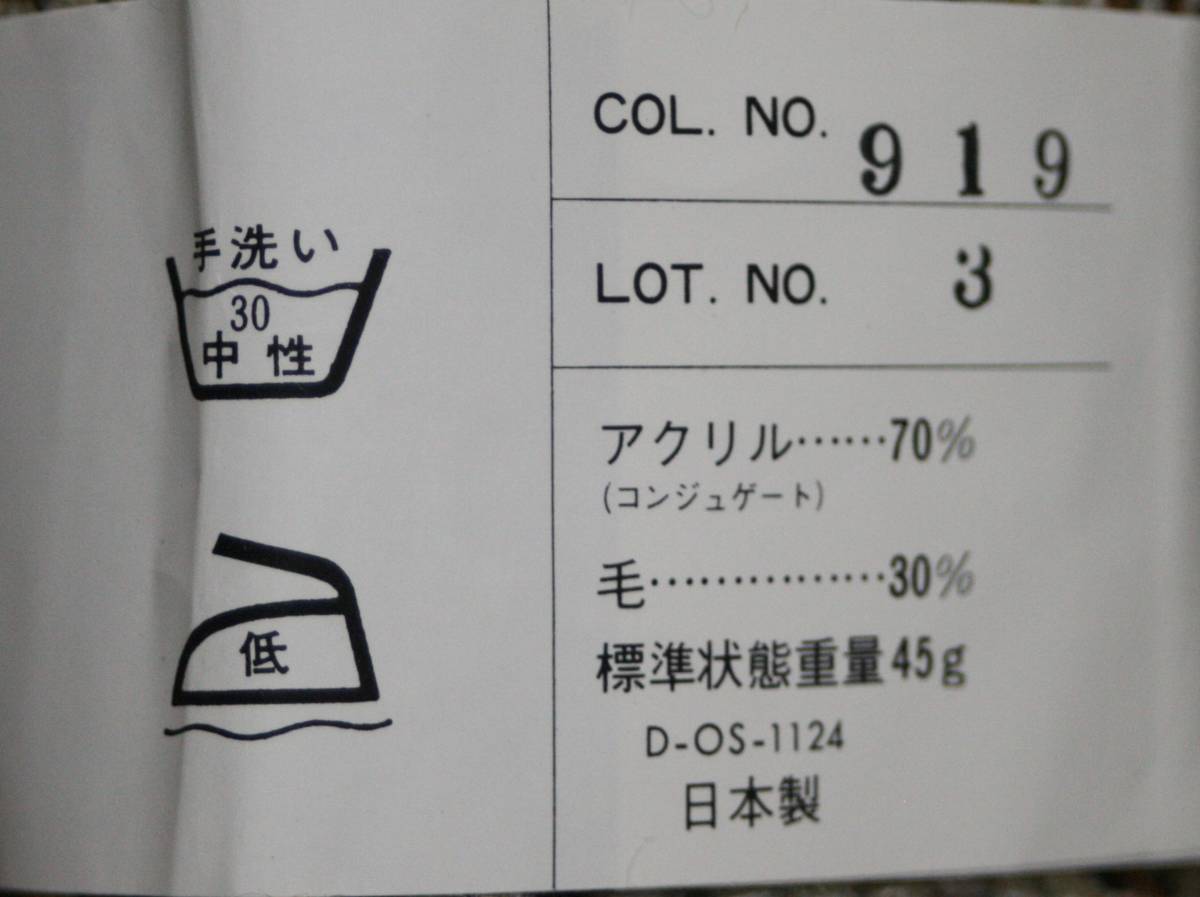 手洗い
30
中性
低
COL. NO. 919
LOT. NO. 3
アクリル……70%
(コンジュゲート)
毛……………30%
標準状態重量45g
D-OS-1124
日本製